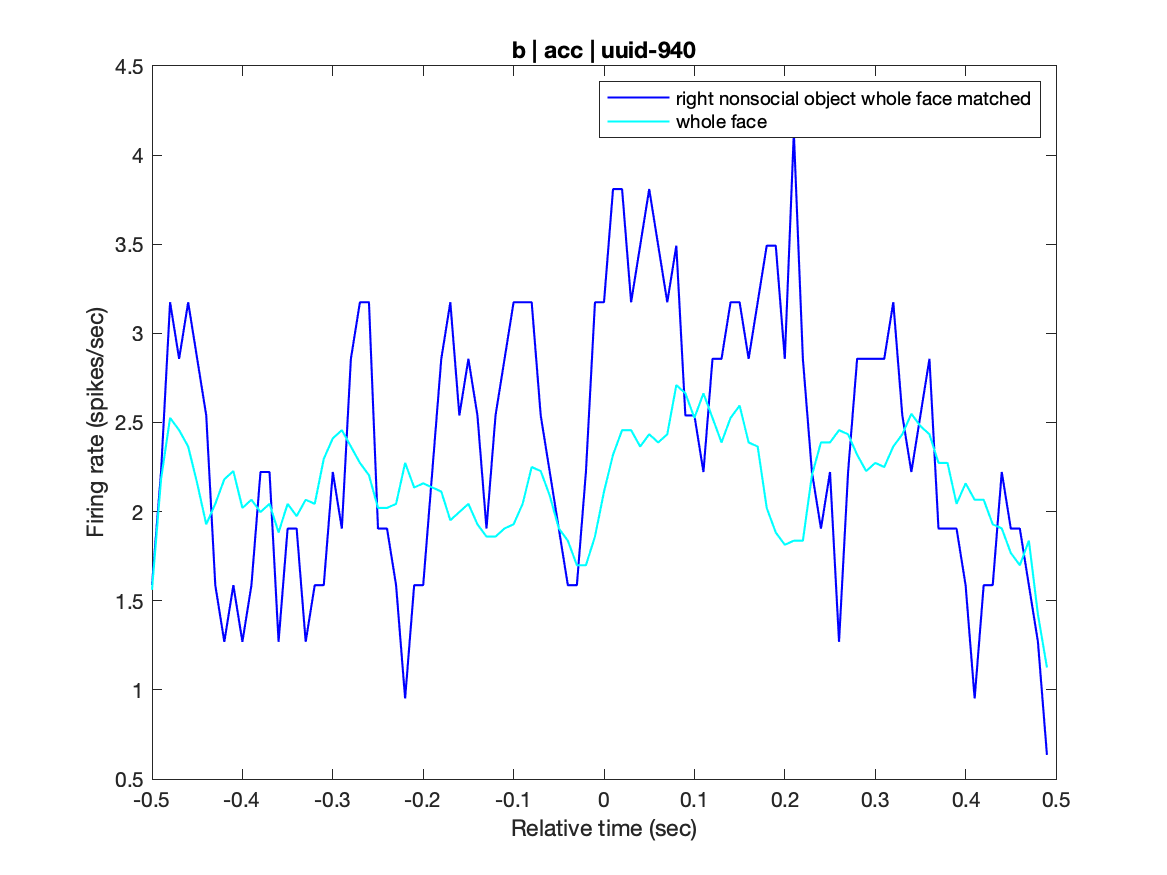 b | acc | uuid-940
right nonsocial object whole face matched
whole face
4.5
4
3.5
3
2.5
2
1.5
1
0.5
Firing rate (spikes/sec)
-0.5 -0.4 -0.3 -0.2 -0.1 0 0.1 0.2 0.3 0.4 0.5
Relative time (sec)